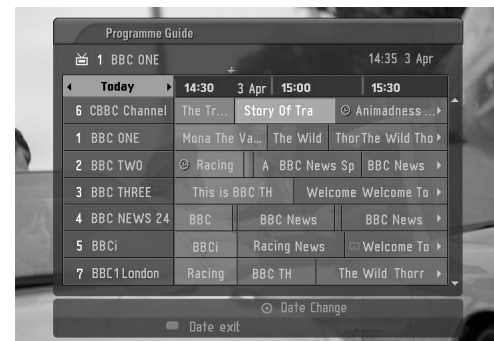 Programme Guide
1 BBC ONE 14:35 3 Apr
Today 14:30 3 Apr 15:00 15:30
6 CBBC Channel The Tr... Story Of Tra Animadness ...
1 BBC ONE Mona The Va... The Wild ThorThe Wild Tho
2 BBC TWO Racing A BBC News Sp BBC News
3 BBC THREE This is BBC TH Welcome Welcome To
4 BBC NEWS 24 BBC BBC News BBC News
5 BBCi BBCi Racing News Welcome To
7 BBC1 London Racing BBC TH The Wild Thorr
Date Change
Date exit